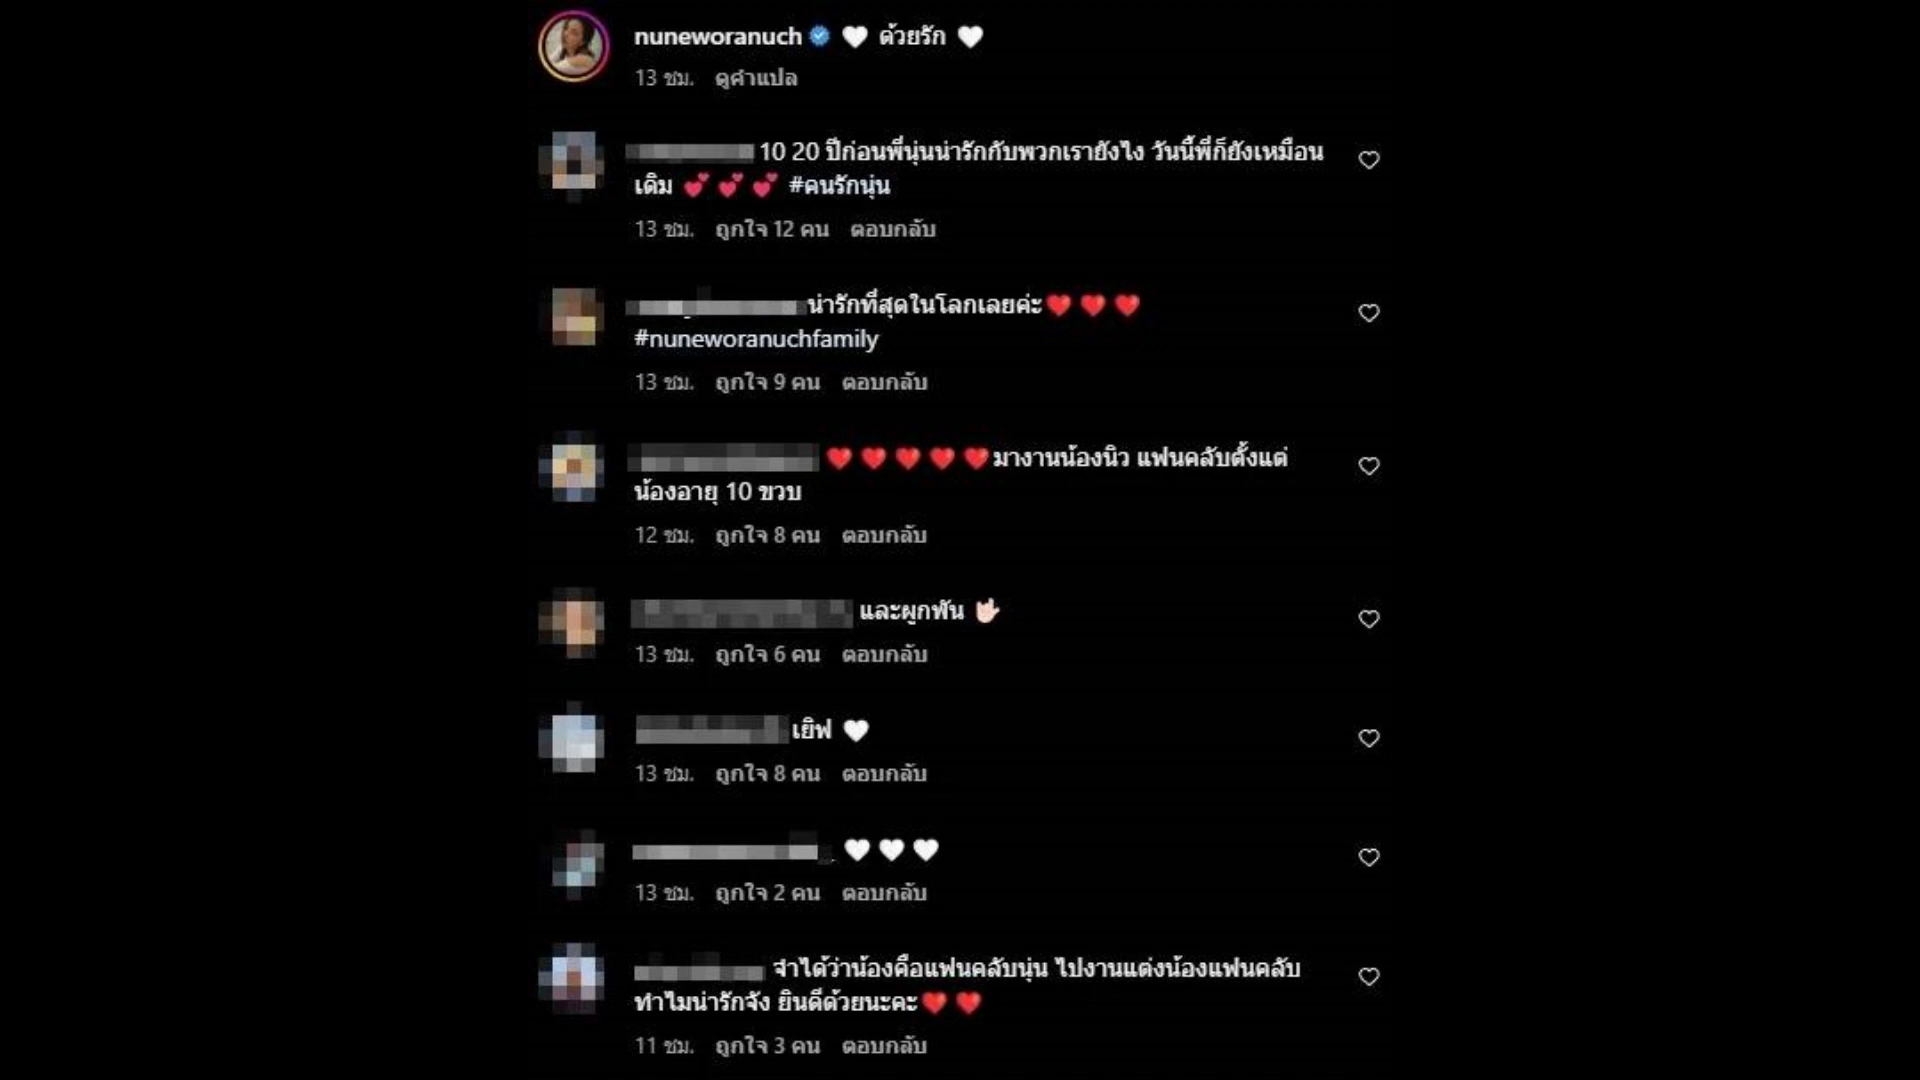 nuneworanuch 🤍 ด้วยรัก 🤍
13 ชม. ดูคำแปล
10 20 ปีก่อนพี่นุ่นน่ารักกับพวกเรายังไง วันนี้พี่ก็ยังเหมือน
เดิม 💕 💕 💕 #คนรักนุ่น
13 ชม. ถูกใจ 12 คน ตอบกลับ
น่ารักที่สุดในโลกเลยค่ะ❤️ ❤️ ❤️
#nuneworanuchfamily
13 ชม. ถูกใจ 9 คน ตอบกลับ
❤️ ❤️ ❤️ ❤️ ❤️มางานน้องนิว แฟนคลับตั้งแต่
น้องอายุ 10 ขวบ
12 ชม. ถูกใจ 8 คน ตอบกลับ
และผูกพัน 🤟🏻
13 ชม. ถูกใจ 6 คน ตอบกลับ
เยิฟ 🤍
13 ชม. ถูกใจ 8 คน ตอบกลับ
🤍 🤍 🤍
13 ชม. ถูกใจ 2 คน ตอบกลับ
จำได้ว่าน้องคือแฟนคลับนุ่น ไปงานแต่งน้องแฟนคลับ
ทำไมน่ารักจัง ยินดีด้วยนะคะ❤️ ❤️
11 ชม. ถูกใจ 3 คน ตอบกลับ